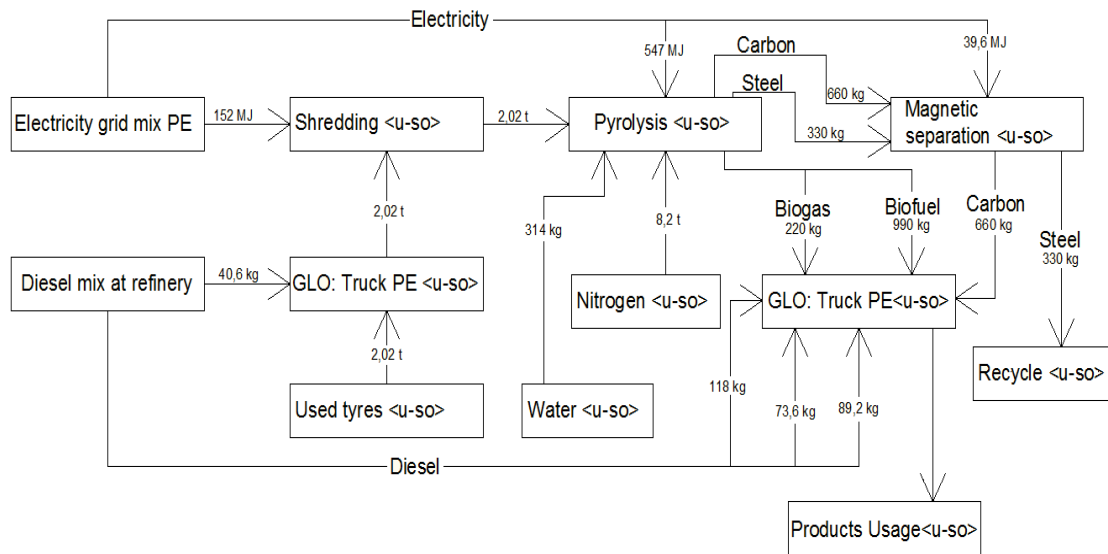 Electricity
547 MJ
39,6 MJ
Carbon
660 kg
Steel
330 kg
Electricity grid mix PE
152 MJ
Shredding <u-so>
2,02 t
Pyrolysis <u-so>
Magnetic
separation <u-so>
2,02 t
314 kg
8,2 t
Biogas
220 kg
Biofuel
990 kg
Carbon
660 kg
Steel
330 kg
Diesel mix at refinery
40,6 kg
GLO: Truck PE <u-so>
Nitrogen <u-so>
GLO: Truck PE<u-so>
2,02 t
118 kg
73,6 kg
89,2 kg
Recycle <u-so>
Used tyres <u-so>
Water <u-so>
Diesel
Products Usage<u-so>